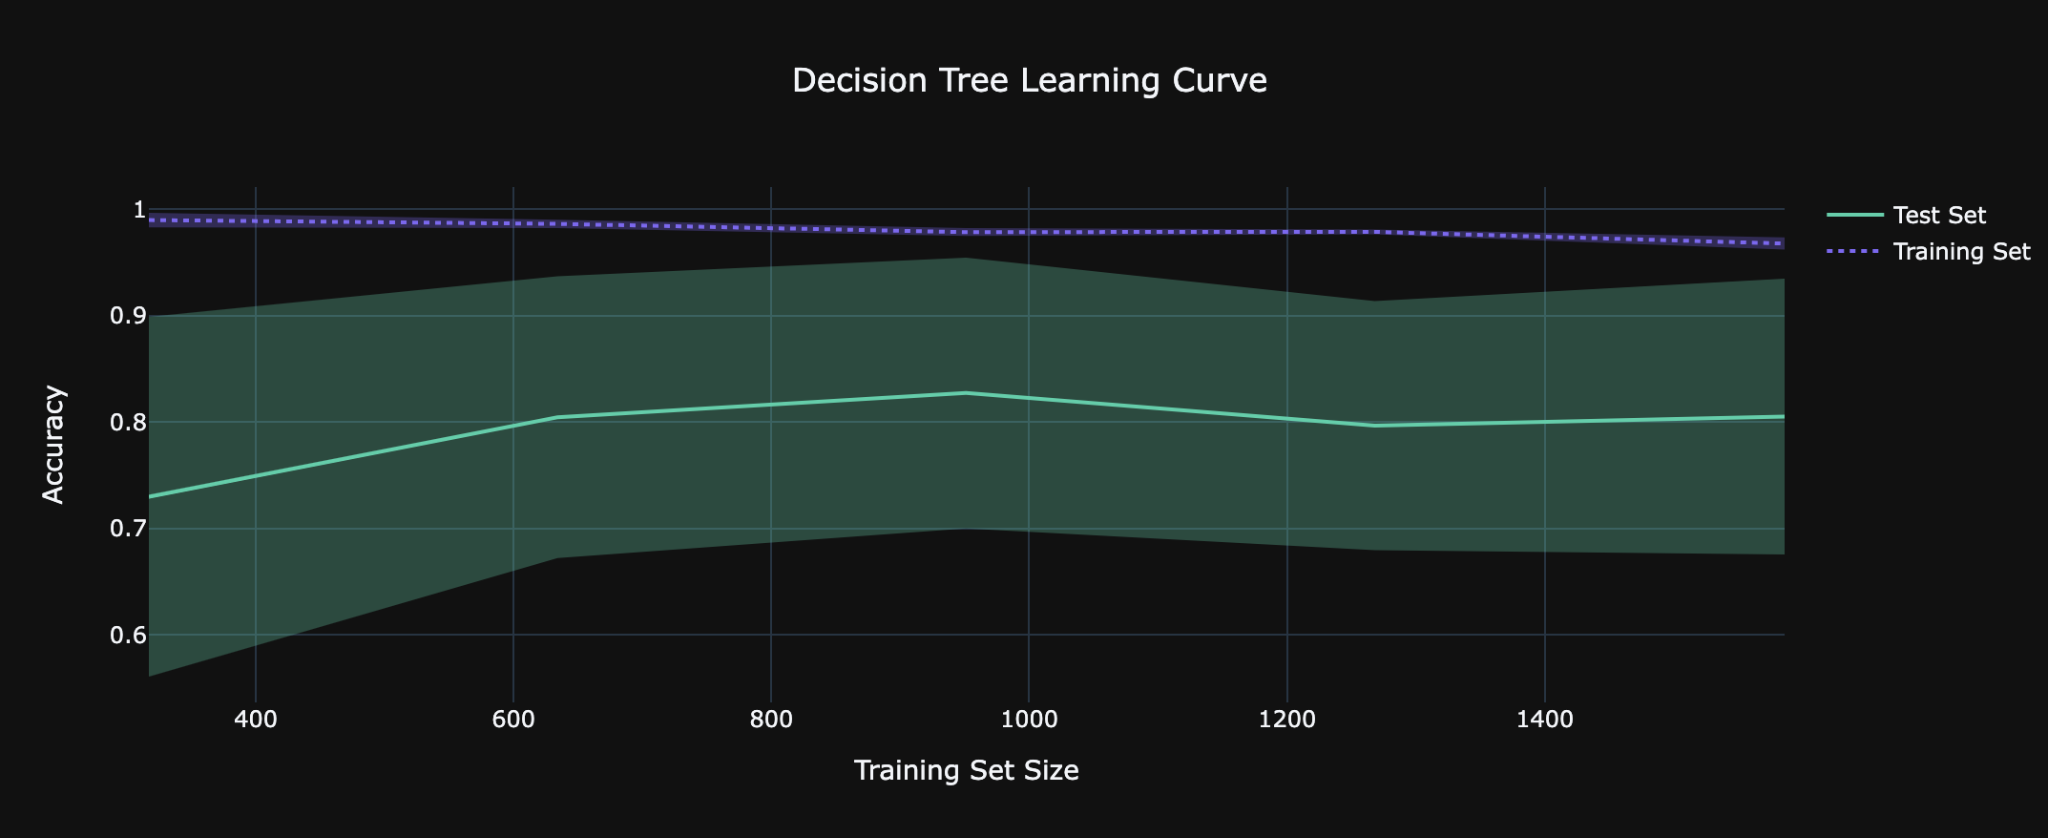 Decision Tree Learning Curve
1
0.9
0.8
0.7
0.6
Accuracy
400 600 800 1000 1200 1400
Training Set Size
Test Set
Training Set